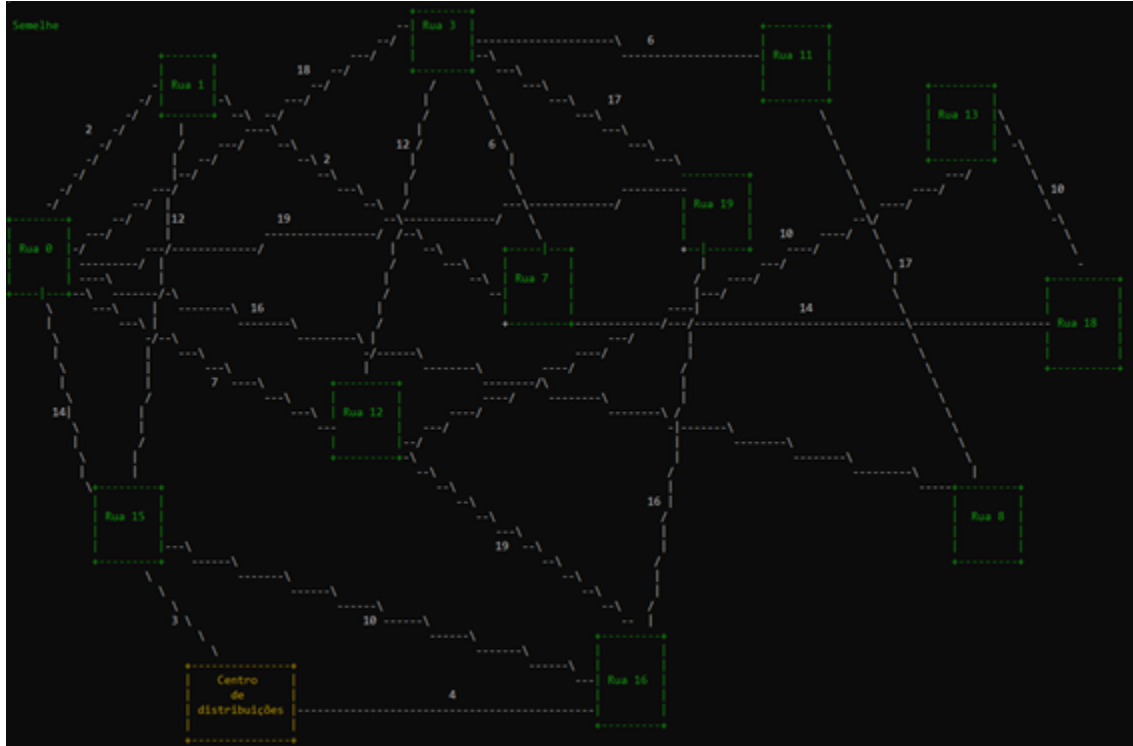 Semelhe
Rua 3
6
Rua 11
18
Rua 1
17
Rua 13
2
12
6
2
10
Rua 19
12
19
10
Rua 0
Rua 7
17
16
14
Rua 18
7
14
Rua 12
16
Rua 15
Rua 8
19
3
10
Centro
de
distribuições
4
Rua 16